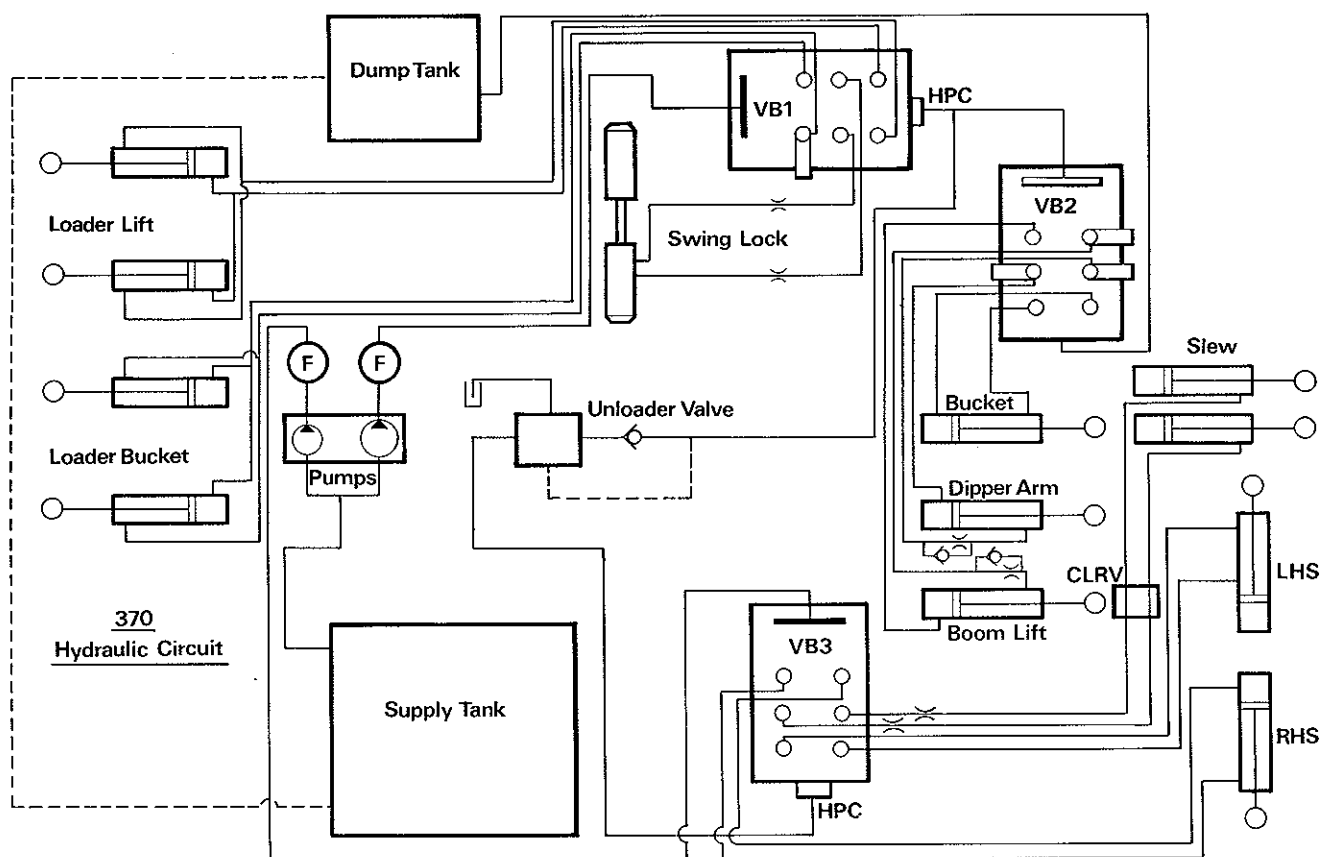 Dump Tank
VB1
HPC
VB2
Loader Lift
Swing Lock
Slew
F
F
Unloader Valve
Bucket
Loader Bucket
Pumps
Dipper Arm
CLRV
LHS
370
Hydraulic Circuit
Boom Lift
VB3
Supply Tank
RHS
HPC